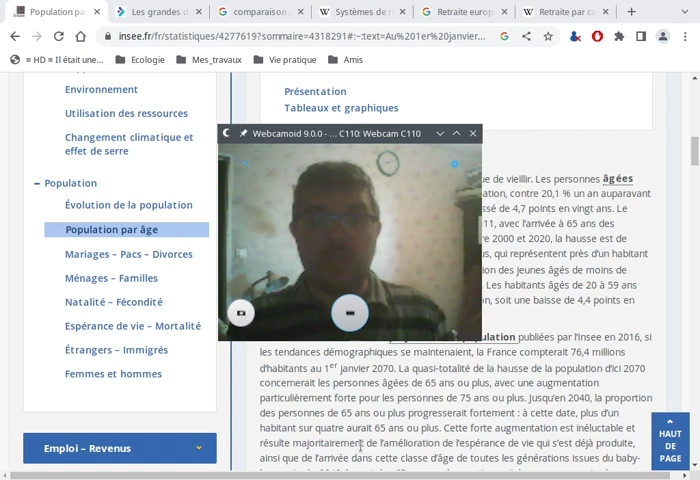 Population pa
Les grandes d
comparaison
Systèmes de r
Retraite europ
Retraite par c
insee.fr/fr/statistiques/4277619?sommaire=4318291#:~:text=Au%201er%20janvier...
= HD = Il était une...
Ecologie
Mes_travaux
Vie pratique
Amis
Environnement
Utilisation des ressources
Changement climatique et
effet de serre
Population
Évolution de la population
Population par âge
Mariages – Pacs – Divorces
Ménages – Familles
Natalité – Fécondité
Espérance de vie – Mortalité
Étrangers – Immigrés
Femmes et hommes
Emploi – Revenus
Présentation
Tableaux et graphiques
Webcamoid 9.0.0 - ... C110: Webcam C110
ue de vieillir. Les personnes âgées
ation, contre 20,1 % un an auparavant
ssé de 4,7 points en vingt ans. Le
11, avec l’arrivée à 65 ans des
re 2000 et 2020, la hausse est de
us, qui représentent près d’un habitant
ion des jeunes âgés de moins de
Les habitants âgés de 20 à 59 ans
on, soit une baisse de 4,4 points en
population publiées par l’Insee en 2016, si
les tendances démographiques se maintenaient, la France compterait 76,4 millions
d’habitants au 1er janvier 2070. La quasi-totalité de la hausse de la population d’ici 2070
concernerait les personnes âgées de 65 ans ou plus, avec une augmentation
particulièrement forte pour les personnes de 75 ans ou plus. Jusqu’en 2040, la proportion
des personnes de 65 ans ou plus progresserait fortement : à cette date, plus d’un
habitant sur quatre aurait 65 ans ou plus. Cette forte augmentation est inéluctable et
résulte majoritairement de l’amélioration de l’espérance de vie qui s’est déjà produite,
ainsi que de l’arrivée dans cette classe d’âge de toutes les générations issues du baby-
HAUT
DE
PAGE